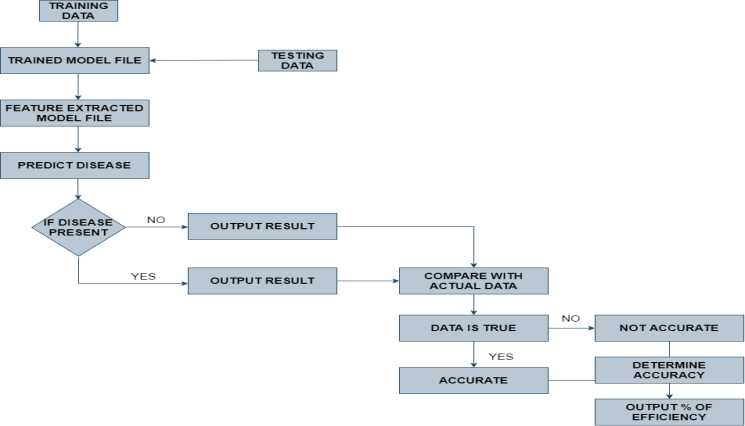 TRAINING
DATA
TRAINED MODEL FILE
TESTING
DATA
FEATURE EXTRACTED
MODEL FILE
PREDICT DISEASE
IF DISEASE
PRESENT
NO
OUTPUT RESULT
YES
OUTPUT RESULT
COMPARE WITH
ACTUAL DATA
DATA IS TRUE
NO
NOT ACCURATE
YES
ACCURATE
DETERMINE
ACCURACY
OUTPUT % OF
EFFICIENCY